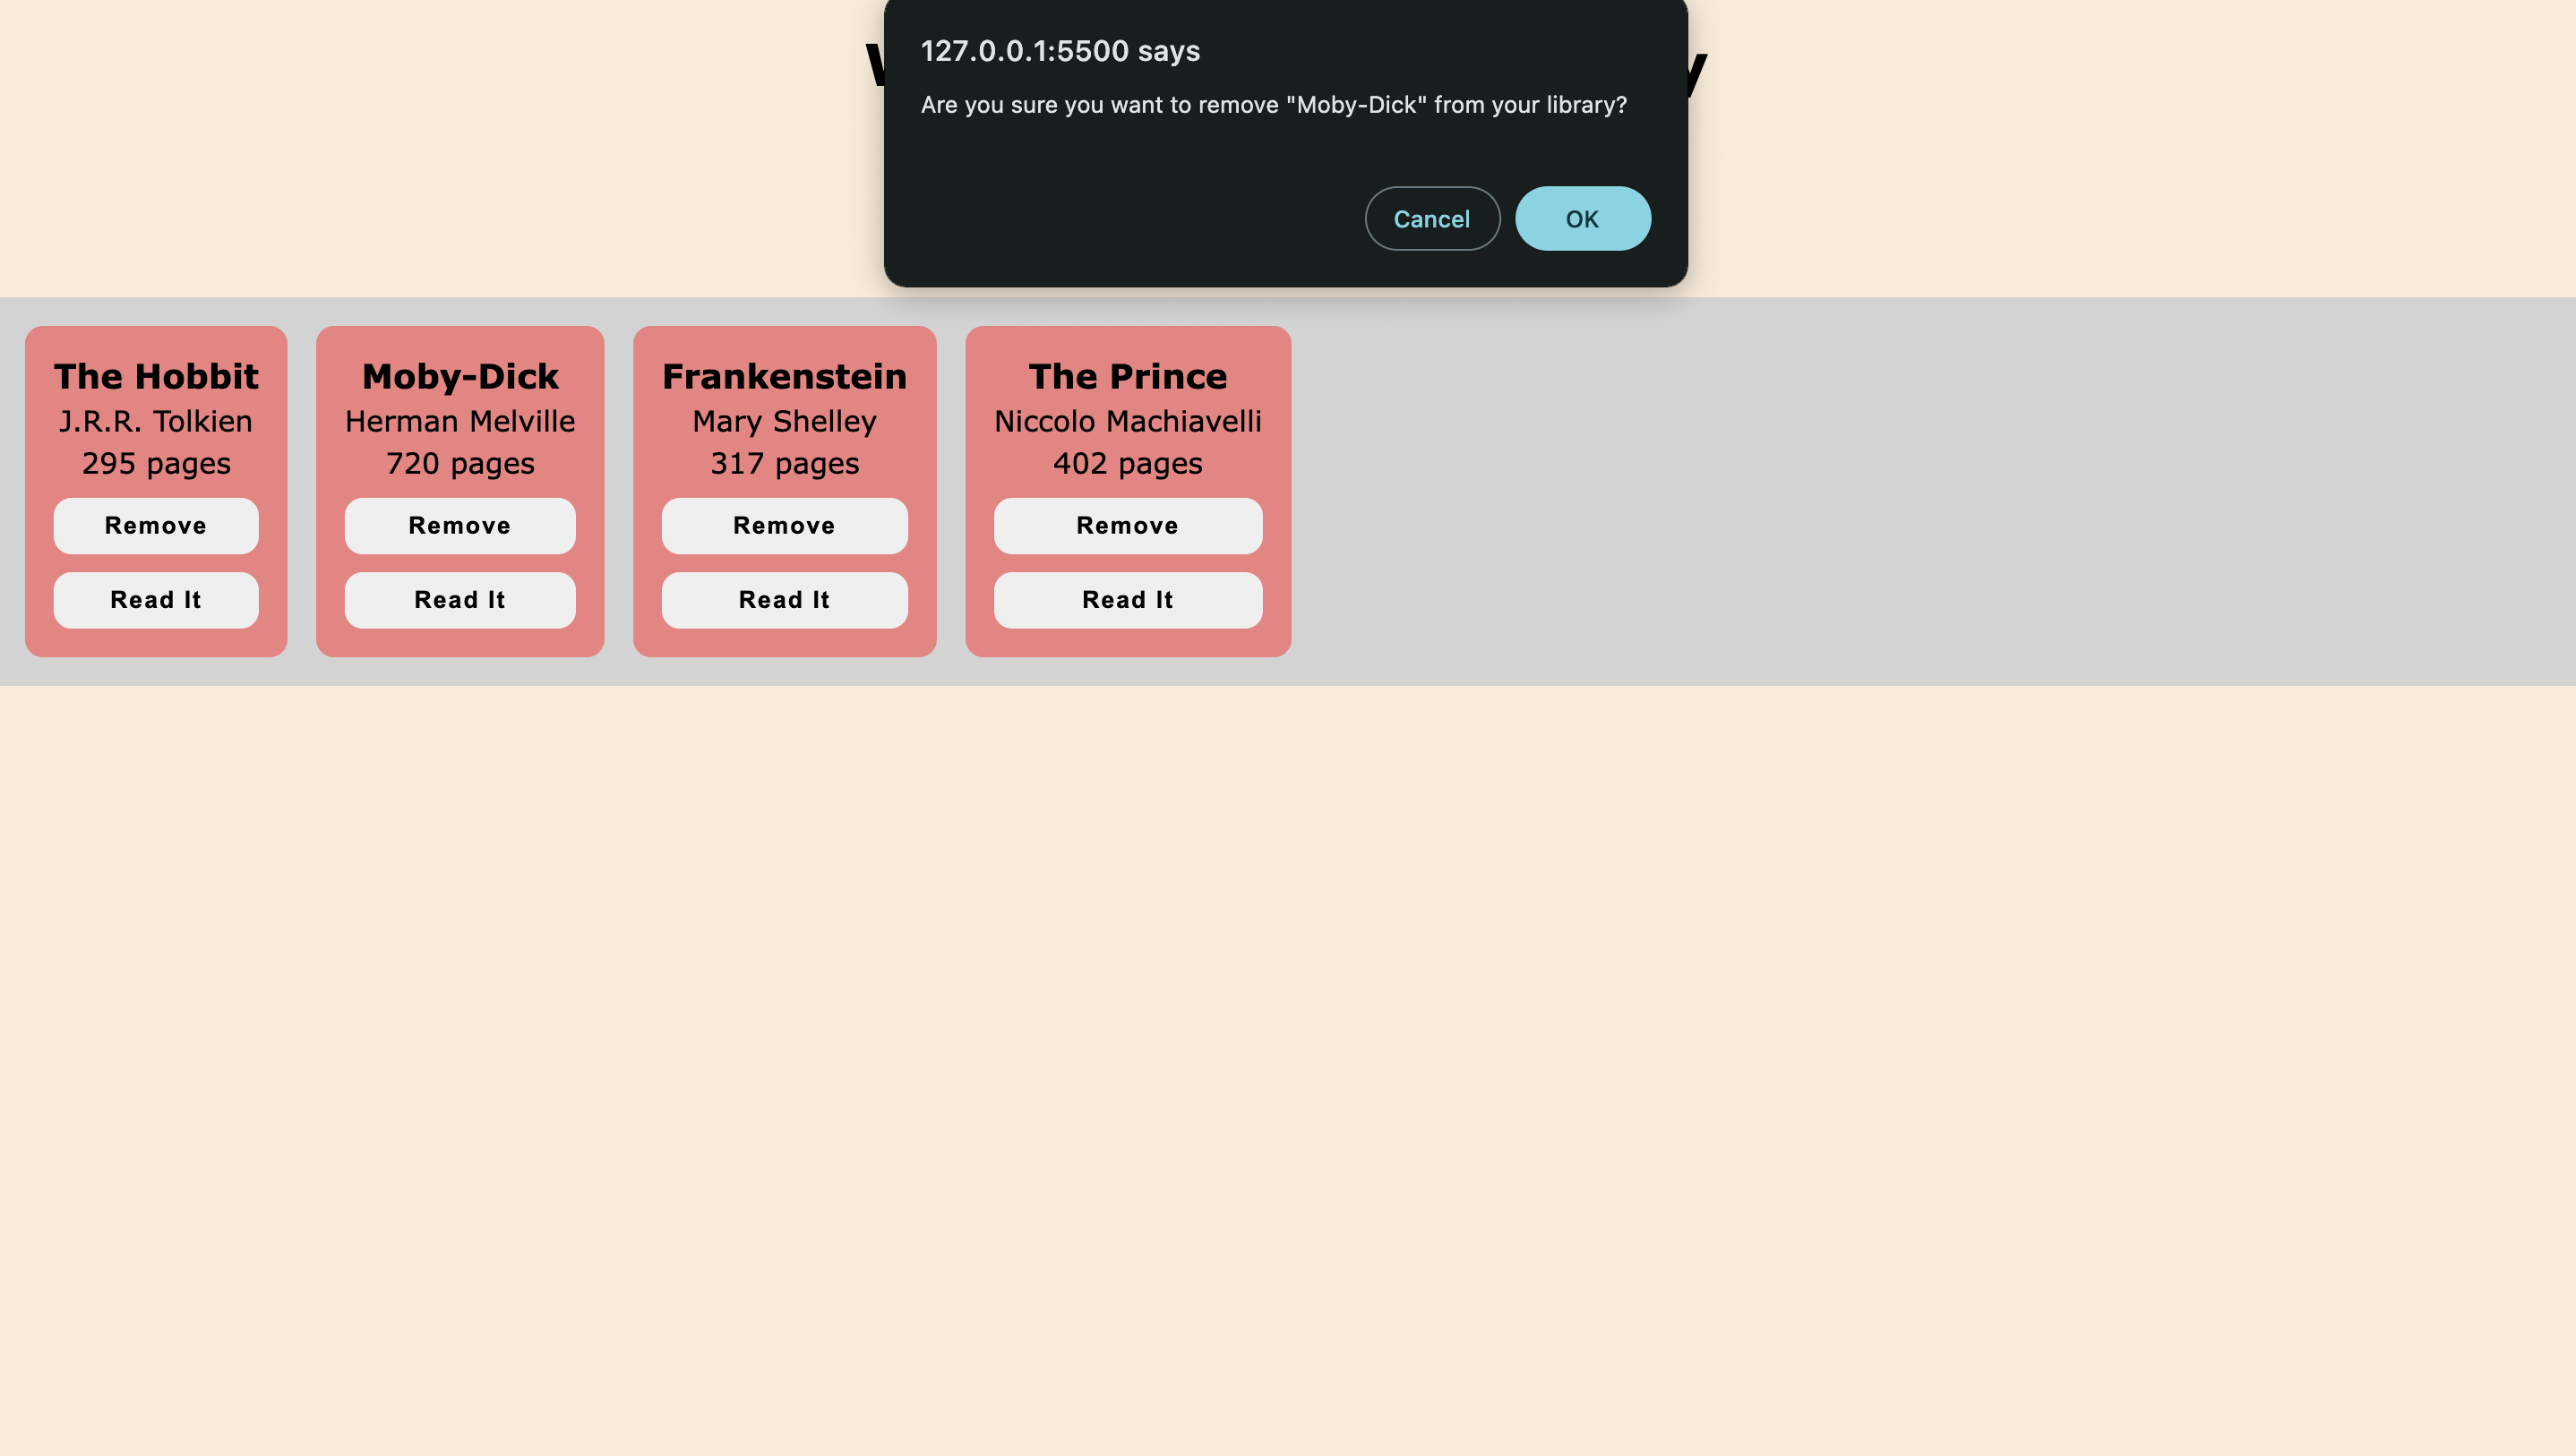 127.0.0.1:5500 says
Are you sure you want to remove "Moby-Dick" from your library?
Cancel OK
The Hobbit
J.R.R. Tolkien
295 pages
Remove
Read It
Moby-Dick
Herman Melville
720 pages
Remove
Read It
Frankenstein
Mary Shelley
317 pages
Remove
Read It
The Prince
Niccolo Machiavelli
402 pages
Remove
Read It